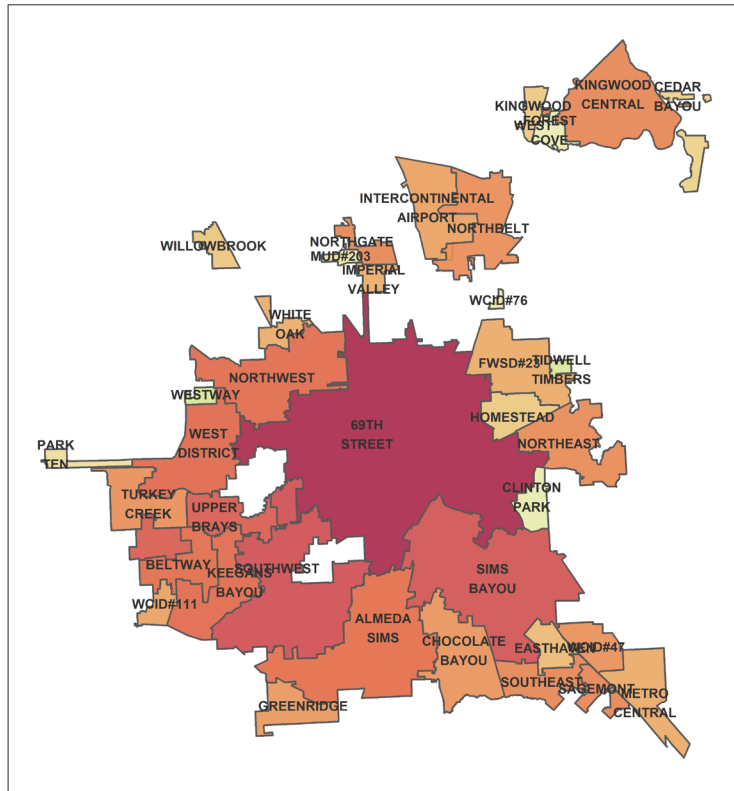 KINGWOOD
CENTRAL
CEDAR
BAYOU
KINGWOOD
WEST
FOREST
COVE
INTERCONTINENTAL
AIRPORT
NORTHBELT
WILLOWBROOK
NORTHGATE
MUD#203
IMPERIAL
VALLEY
WCID#76
WHITE
OAK
FWSD#23
TIDWELL
TIMBERS
NORTHWEST
WESTWAY
HOMESTEAD
69TH
STREET
WEST
DISTRICT
NORTHEAST
PARK
TEN
CLINTON
PARK
TURKEY
CREEK
UPPER
BRAYS
BELTWAY
KEEGANS
BAYOU
SOUTHWEST
SIMS
BAYOU
WCID#111
ALMEDA
SIMS
CHOCOLATE
BAYOU
EASTHAVEN
WCID#47
SOUTHEAST
SAGEMONT
METRO
CENTRAL
GREENRIDGE